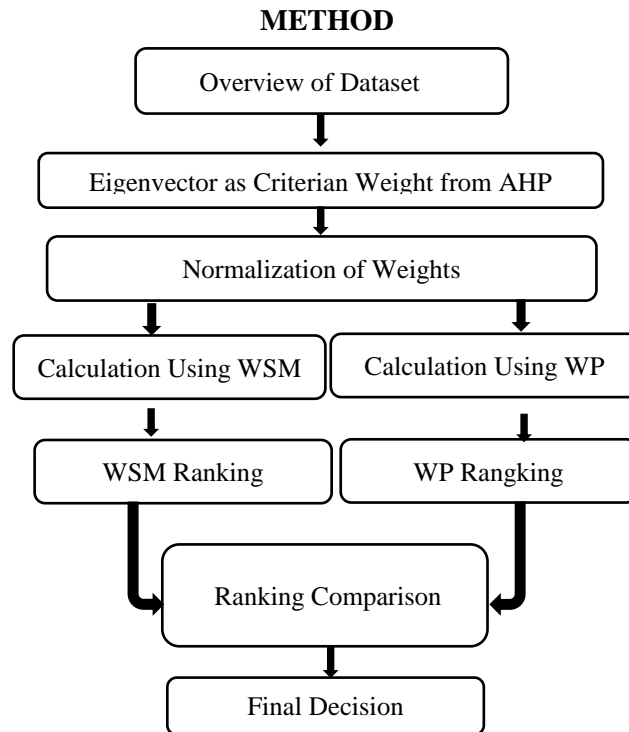 METHOD
Overview of Dataset
Eigenvector as Criterian Weight from AHP
Normalization of Weights
Calculation Using WSM
Calculation Using WP
WSM Ranking
WP Rangking
Ranking Comparison
Final Decision